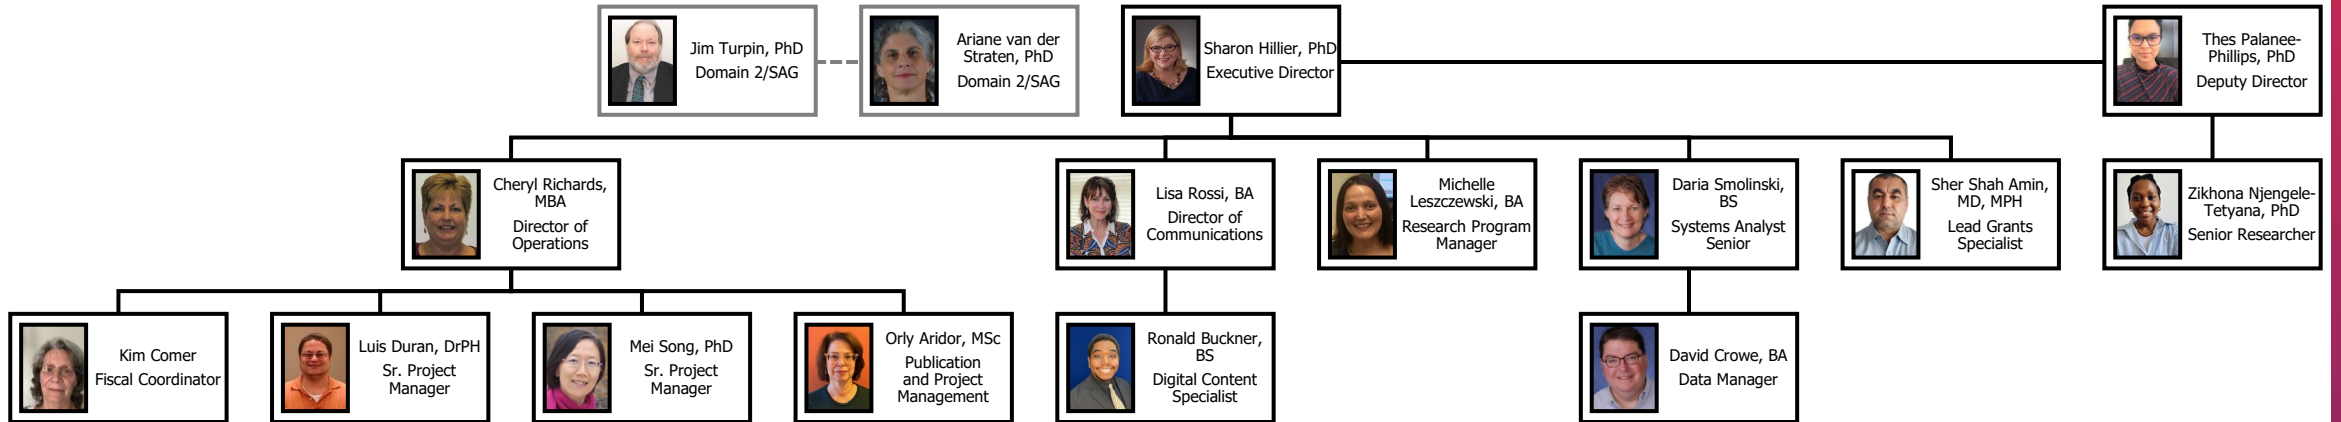 Jim Turpin, PhD
Domain 2/SAG
Ariane van der
Straten, PhD
Domain 2/SAG
Sharon Hillier, PhD
Executive Director
Thes Palanee-
Phillips, PhD
Deputy Director
Cheryl Richards,
MBA
Director of
Operations
Lisa Rossi, BA
Director of
Communications
Michelle
Leszczewski, BA
Research Program
Manager
Daria Smolinski,
BS
Systems Analyst
Senior
Sher Shah Amin,
MD, MPH
Lead Grants
Specialist
Zikhona Njengele-
Tetyana, PhD
Senior Researcher
Kim Comer
Fiscal Coordinator
Luis Duran, DrPH
Sr. Project
Manager
Mei Song, PhD
Sr. Project
Manager
Orly Aridor, MSc
Publication
and Project
Management
Ronald Buckner,
BS
Digital Content
Specialist
David Crowe, BA
Data Manager